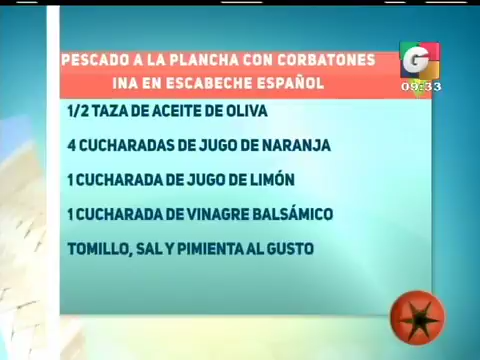 PESCADO A LA PLANCHA CON CORBATONES
INA EN ESCABECHE ESPAÑOL
G
09:33
1/2 TAZA DE ACEITE DE OLIVA
4 CUCHARADAS DE JUGO DE NARANJA
1 CUCHARADA DE JUGO DE LIMÓN
1 CUCHARADA DE VINAGRE BALSÁMICO
TOMILLO, SAL Y PIMIENTA AL GUSTO